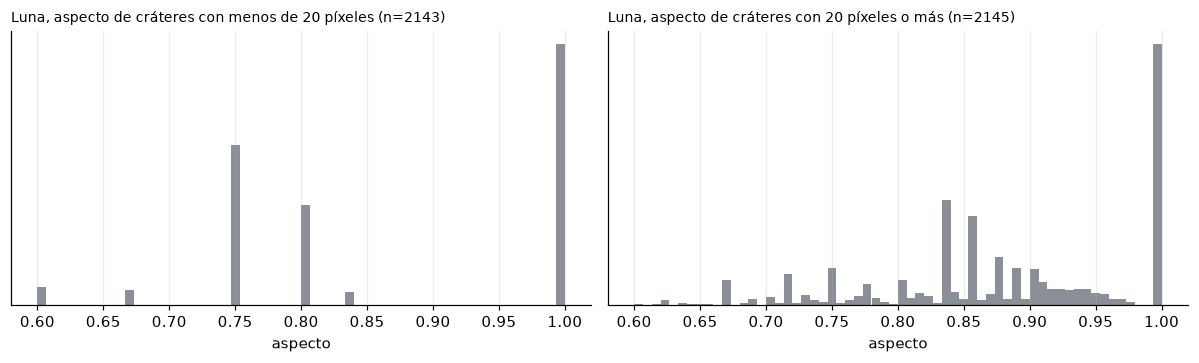 Luna, aspecto de cráteres con menos de 20 píxeles (n=2143)
0.60 0.65 0.70 0.75 0.80 0.85 0.90 0.95 1.00
aspecto
Luna, aspecto de cráteres con 20 píxeles o más (n=2145)
0.60 0.65 0.70 0.75 0.80 0.85 0.90 0.95 1.00
aspecto